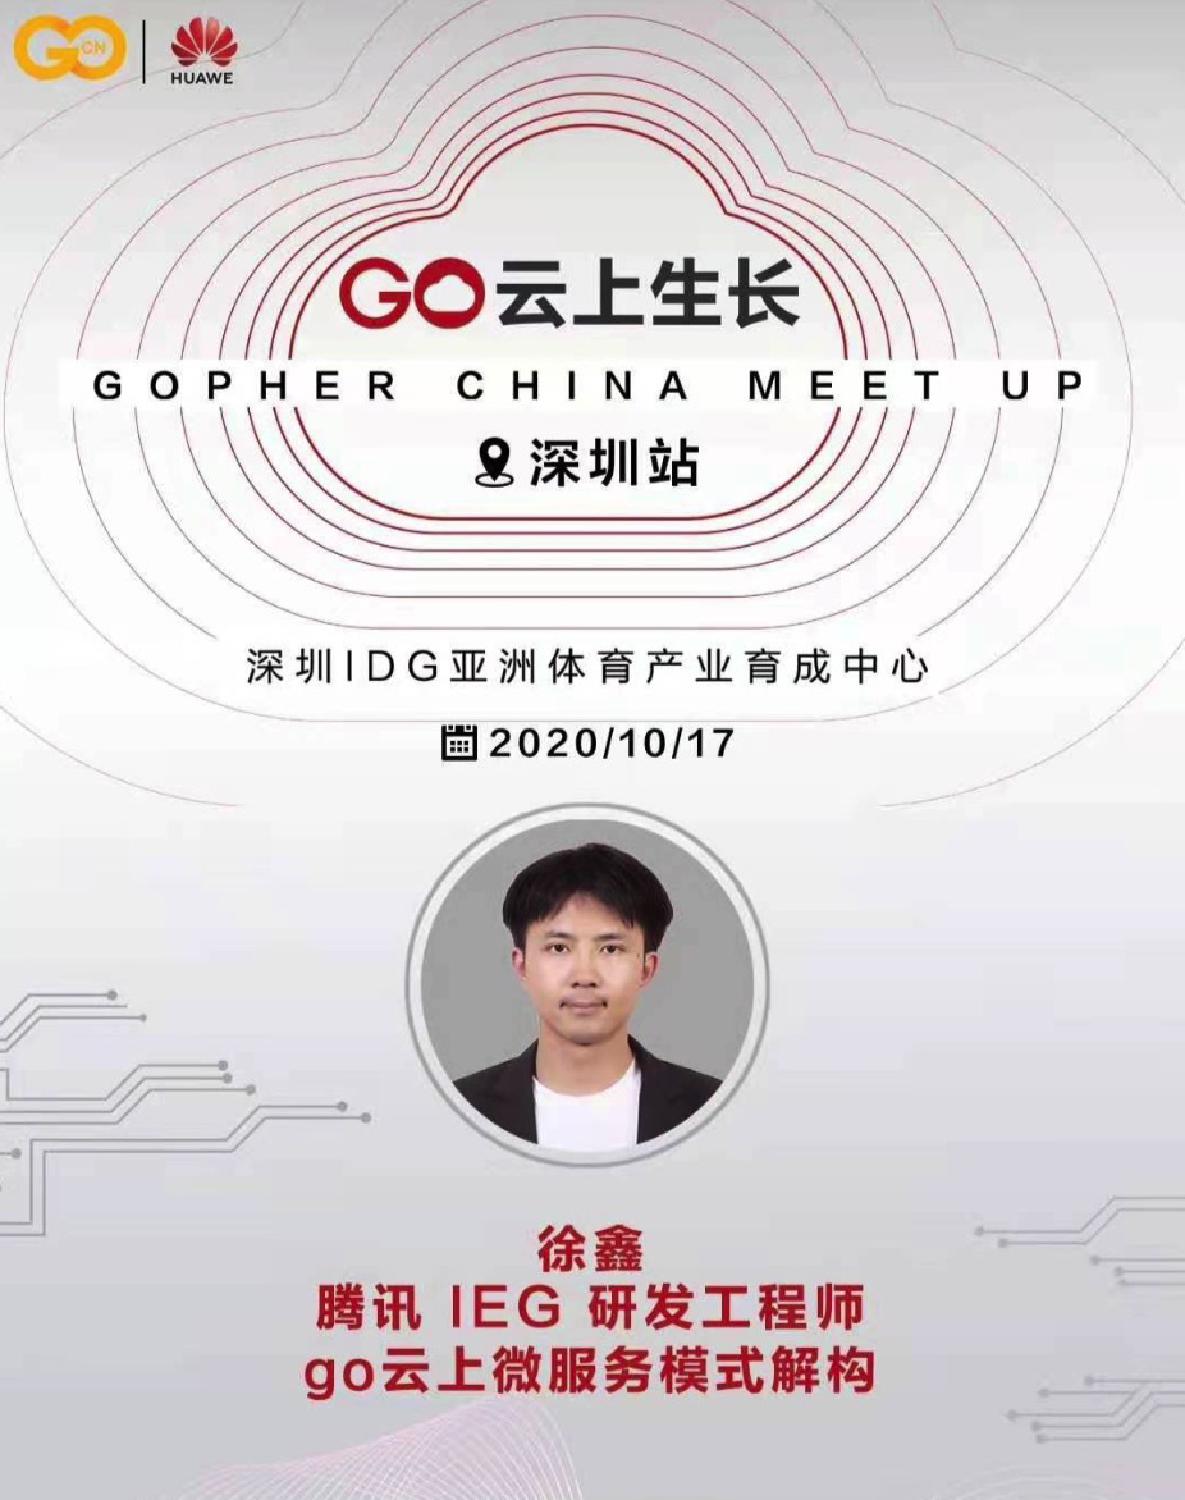 GO CN
HUAWE
GO云上生长
GOPHER CHINA MEET UP
深圳站
深圳IDG亚洲体育产业育成中心
2020/10/17
徐鑫
腾讯 IEG 研发工程师
go云上微服务模式解构